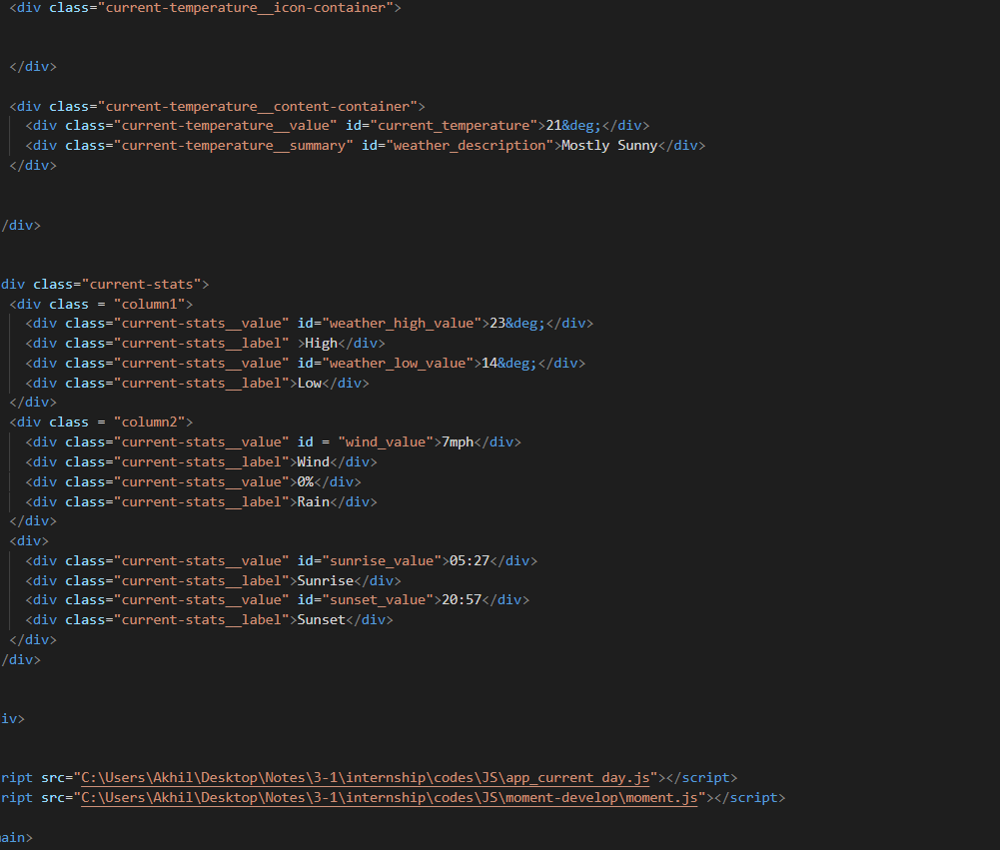 <div class="current-temperature__icon-container">
</div>
<div class="current-temperature__content-container">
<div class="current-temperature__value" id="current_temperature">21&deg;</div>
<div class="current-temperature__summary" id="weather_description">Mostly Sunny</div>
</div>
/div>
div class="current-stats">
<div class = "column1">
<div class="current-stats__value" id="weather_high_value">23&deg;</div>
<div class="current-stats__label" >High</div>
<div class="current-stats__value" id="weather_low_value">14&deg;</div>
<div class="current-stats__label">Low</div>
</div>
<div class = "column2">
<div class="current-stats__value" id = "wind_value">7mph</div>
<div class="current-stats__label">Wind</div>
<div class="current-stats__value">0%</div>
<div class="current-stats__label">Rain</div>
</div>
<div>
<div class="current-stats__value" id="sunrise_value">05:27</div>
<div class="current-stats__label">Sunrise</div>
<div class="current-stats__value" id="sunset_value">20:57</div>
<div class="current-stats__label">Sunset</div>
</div>
/div>
iv>
ript src="C:\Users\Akhil\Desktop\Notes\3-1\internship\codes\JS\app_current day.js"></script>
ript src="C:\Users\Akhil\Desktop\Notes\3-1\internship\codes\JS\moment-develop\moment.js"></script>
ain>